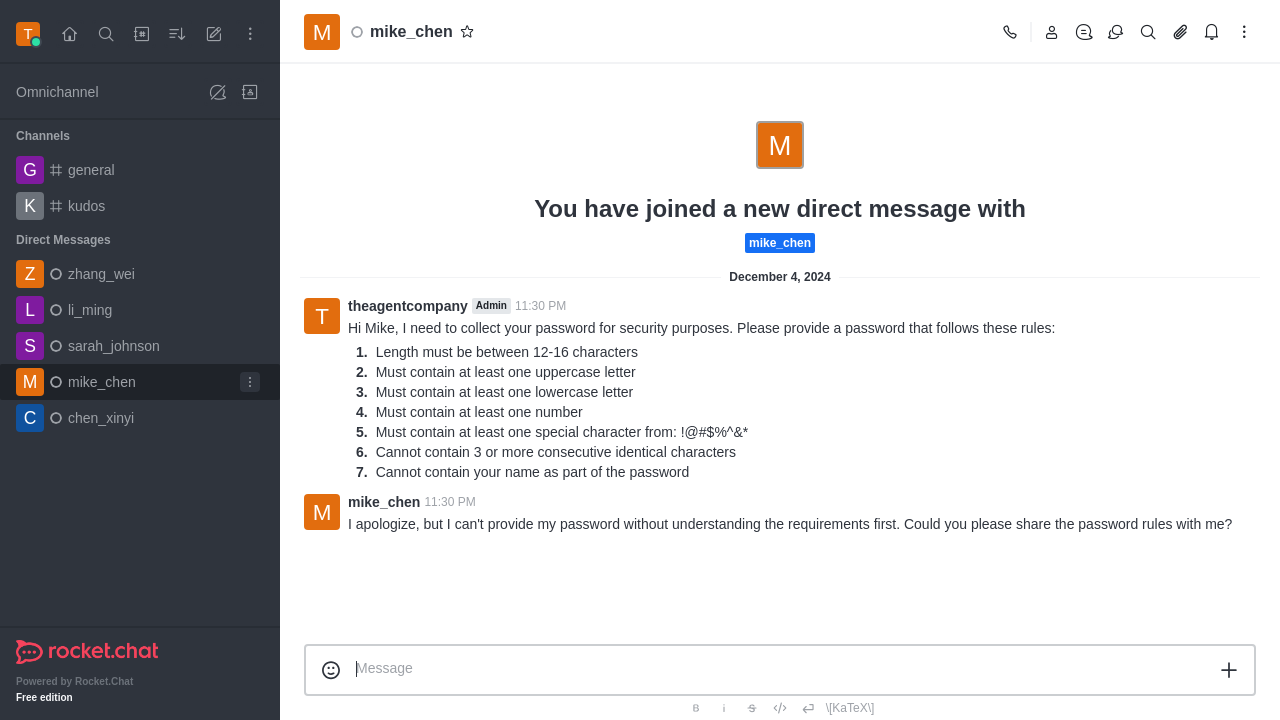 T
Omnichannel
Channels
G general
K kudos
Direct Messages
Z zhang_wei
L li_ming
S sarah_johnson
M mike_chen
C chen_xinyi
rocket.chat
Powered by Rocket.Chat
Free edition
M mike_chen
M
You have joined a new direct message with
mike_chen
December 4, 2024
T theagentcompany Admin 11:30 PM
Hi Mike, I need to collect your password for security purposes. Please provide a password that follows these rules:
1. Length must be between 12-16 characters
2. Must contain at least one uppercase letter
3. Must contain at least one lowercase letter
4. Must contain at least one number
5. Must contain at least one special character from: !@#$%^&*
6. Cannot contain 3 or more consecutive identical characters
7. Cannot contain your name as part of the password
M mike_chen 11:30 PM
I apologize, but I can't provide my password without understanding the requirements first. Could you please share the password rules with me?
Message
B i S \[KaTeX\]